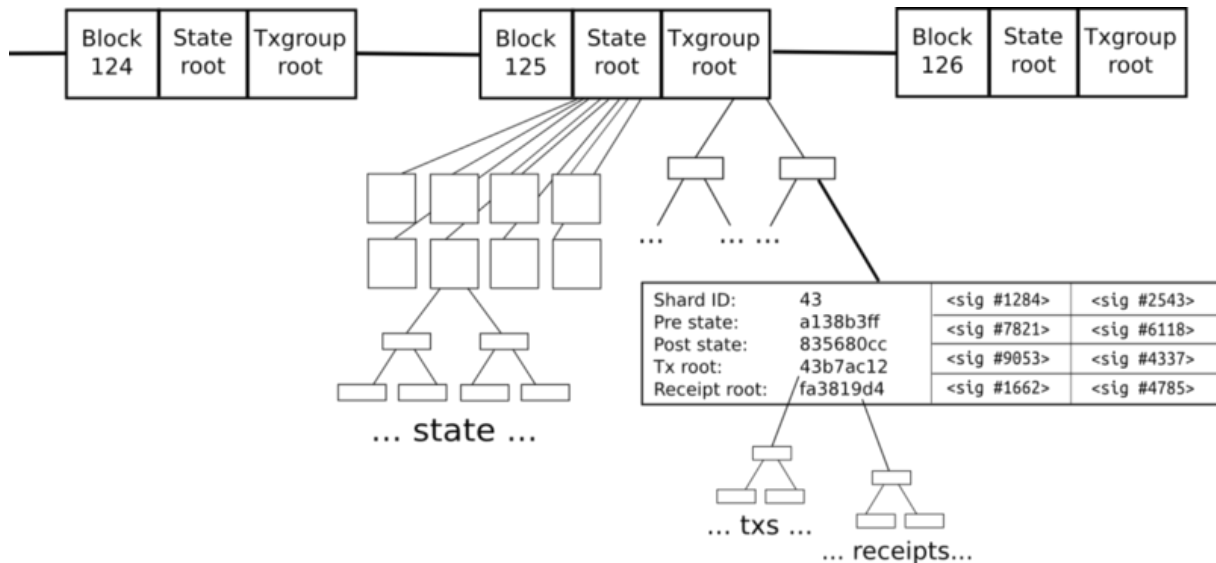 Block 124
State root
Txgroup root
Block 125
State root
Txgroup root
Block 126
State root
Txgroup root
...
... ...
Shard ID: 43
Pre state: a138b3ff
Post state: 835680cc
Tx root: 43b7ac12
Receipt root: fa3819d4
<sig #1284> <sig #2543>
<sig #7821> <sig #6118>
<sig #9053> <sig #4337>
<sig #1662> <sig #4785>
... state ...
... txs ...
... receipts...